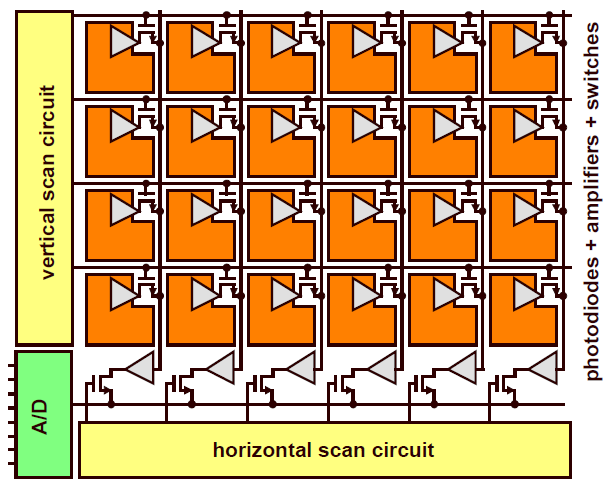 vertical scan circuit
photodiodes + amplifiers + switches
A/D
horizontal scan circuit